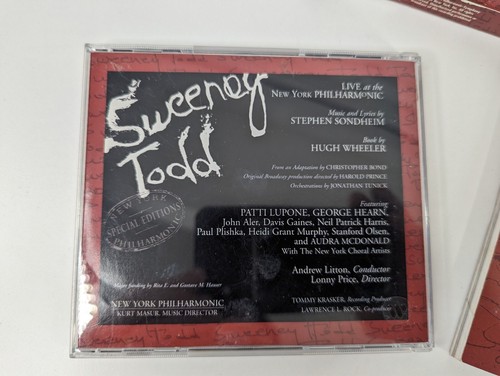 Sweeney
Todd
LIVE at the
NEW YORK PHILHARMONIC
Music and Lyrics by
STEPHEN SONDHEIM
Book by
HUGH WHEELER
From an Adaptation by CHRISTOPHER BOND
Original Broadway production directed by HAROLD PRINCE
Orchestrations by JONATHAN TUNICK
NEW YORK
SPECIAL EDITIONS
PHILHARMONIC
Featuring
PATTI LUPONE, GEORGE HEARN,
John Aler, Davis Gaines, Neil Patrick Harris,
Paul Plishka, Heidi Grant Murphy, Stanford Olsen,
and AUDRA MCDONALD
With The New York Choral Artists
Andrew Litton, Conductor
Lonny Price, Director
Major funding by Rita E. and Gustave M. Hauser
NEW YORK PHILHARMONIC
KURT MASUR, MUSIC DIRECTOR
TOMMY KRASKER, Recording Producer
LAWRENCE L. ROCK, Co-producer
Sweeney Todd Sweeney Todd Sweene